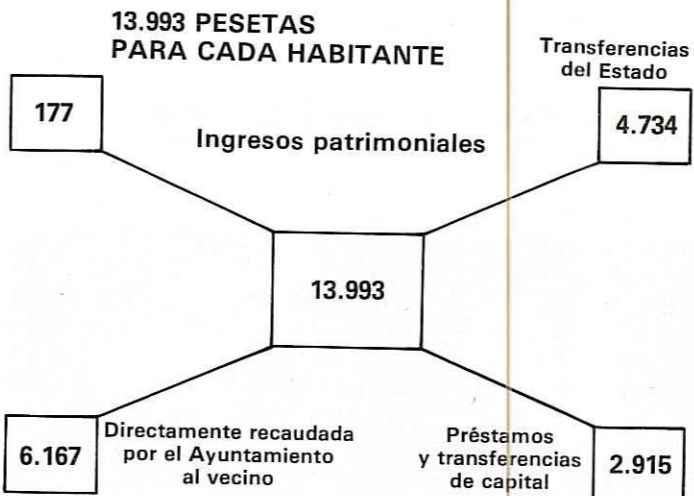 13.993 PESETAS
PARA CADA HABITANTE
Transferencias
del Estado
177
4.734
Ingresos patrimoniales
13.993
6.167
Directamente recaudada
por el Ayuntamiento
al vecino
Préstamos
y transferencias
de capital
2.915